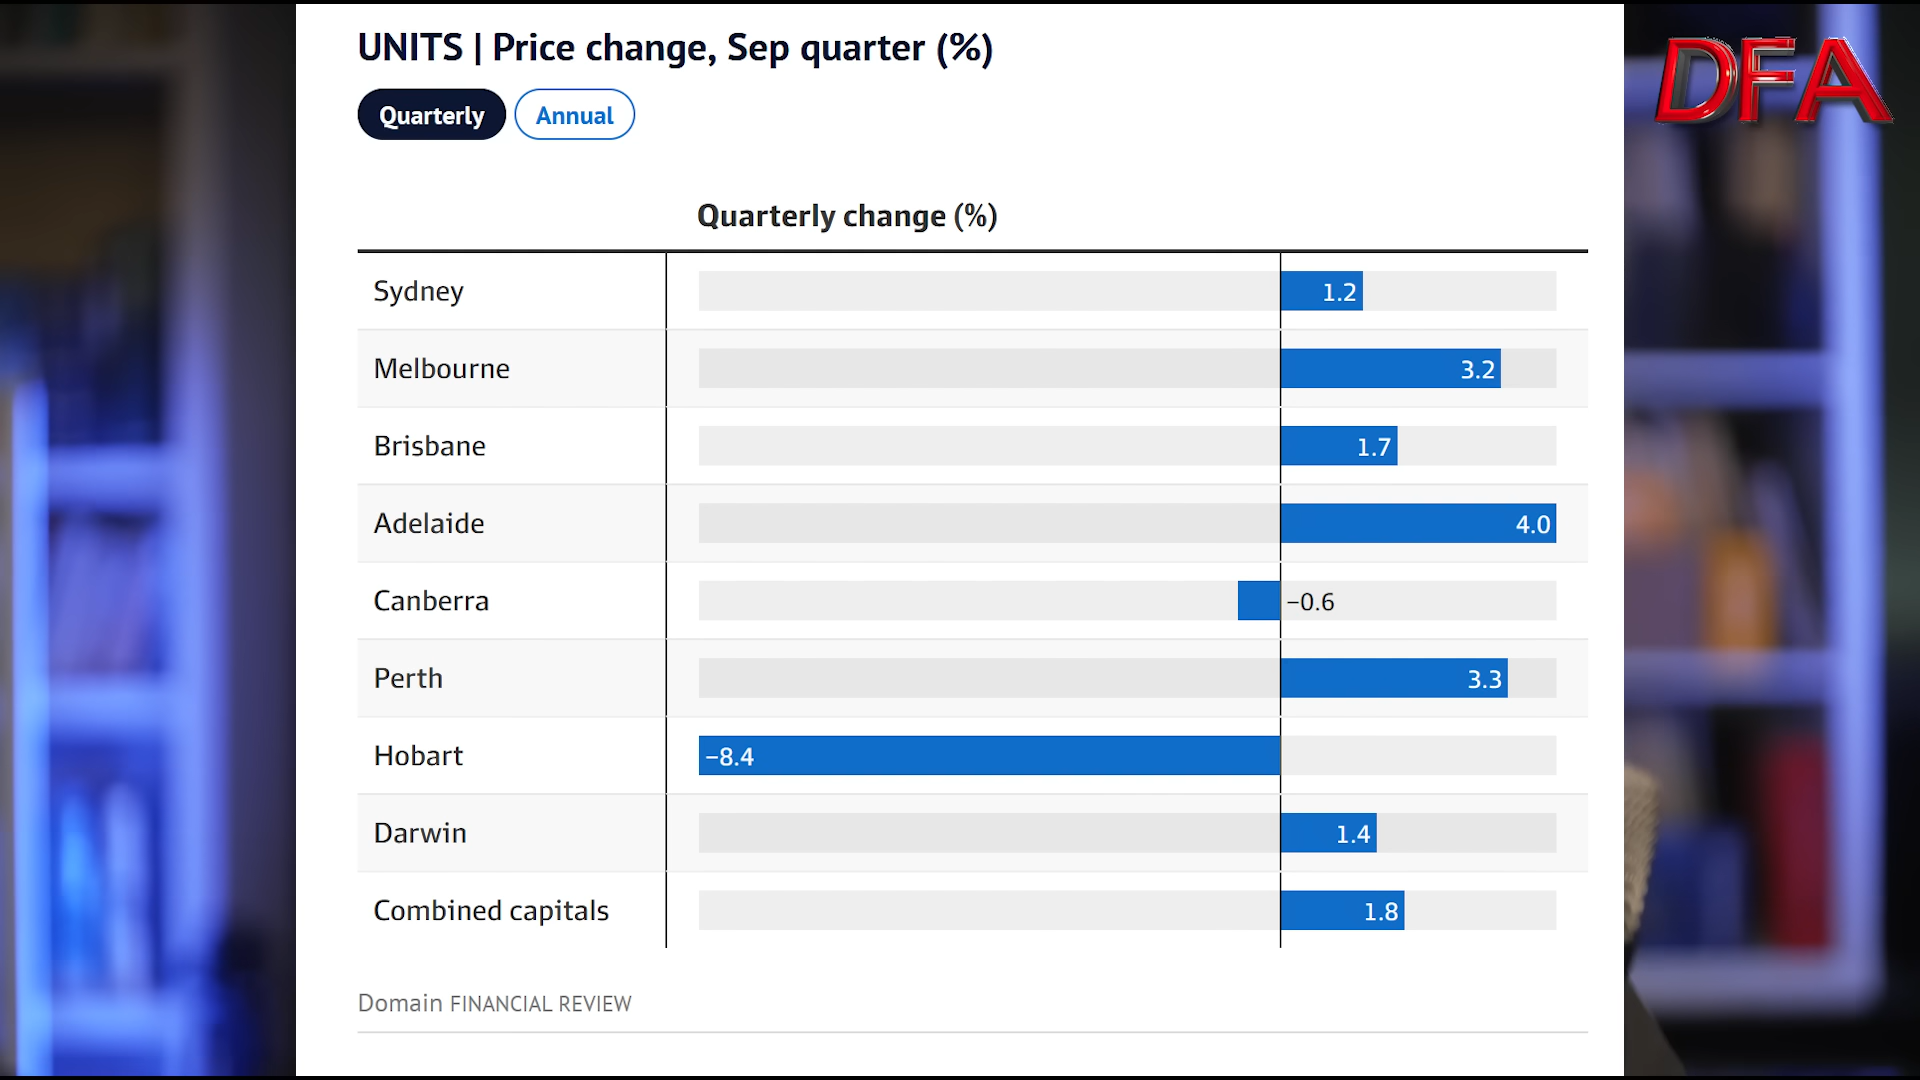 UNITS | Price change, Sep quarter (%)
DFA
Quarterly Annual
Quarterly change (%)
Sydney 1.2
Melbourne 3.2
Brisbane 1.7
Adelaide 4.0
Canberra −0.6
Perth 3.3
Hobart −8.4
Darwin 1.4
Combined capitals 1.8
Domain FINANCIAL REVIEW